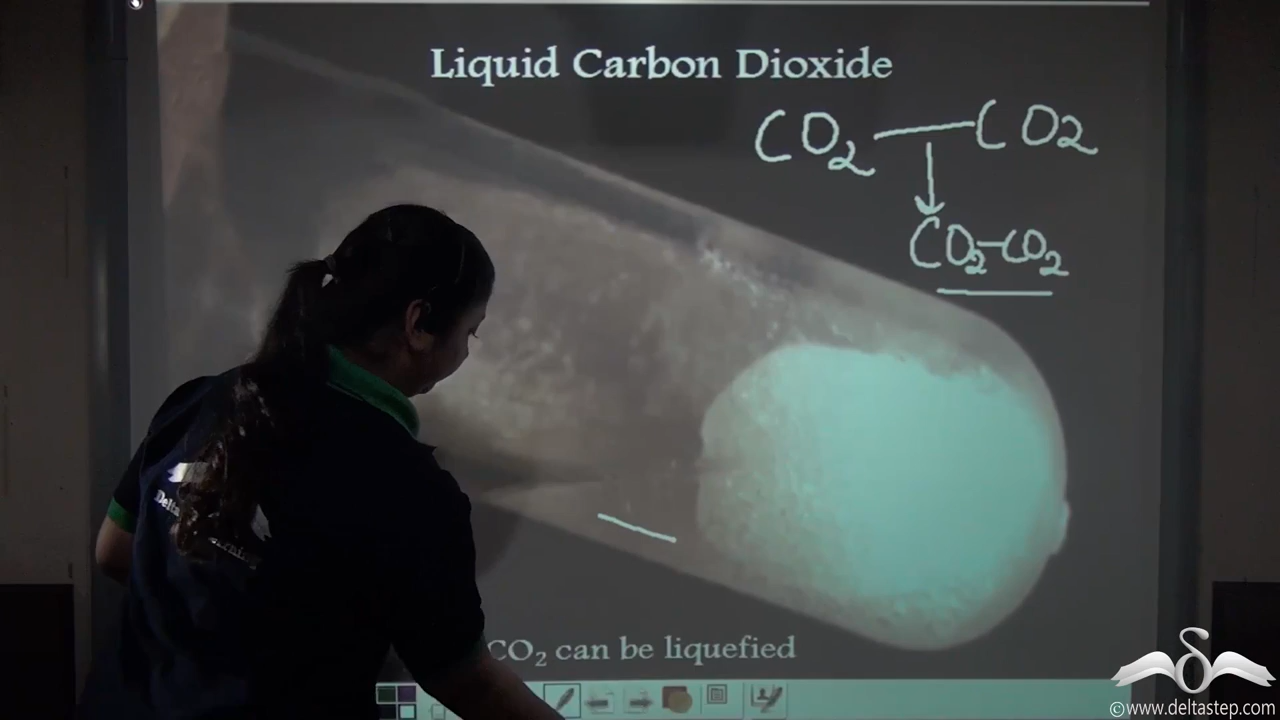 Liquid Carbon Dioxide
CO₂ — CO₂
CO₂-CO₂
CO₂ can be liquefied
©www.deltastep.com